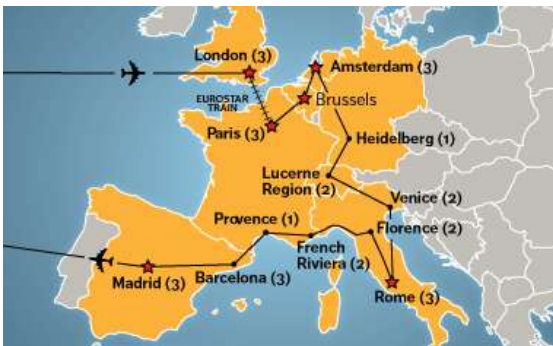 London (3)
Amsterdam (3)
EUROSTAR
TRAIN
Brussels
Paris (3)
Heidelberg (1)
Lucerne
Region (2)
Venice (2)
Provence (1)
Florence (2)
French
Riviera (2)
Madrid (3)
Barcelona (3)
Rome (3)